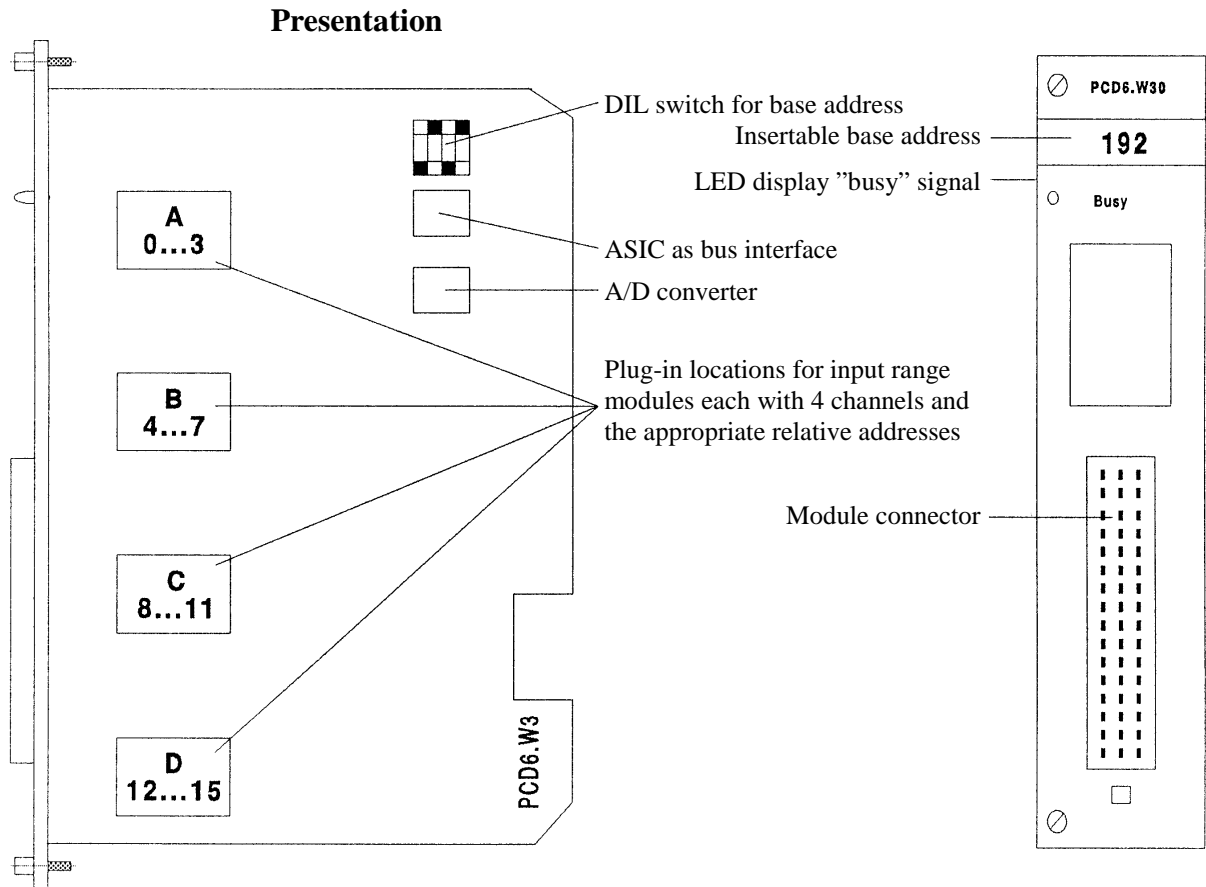 Presentation
DIL switch for base address
Insertable base address
LED display ”busy” signal
ASIC as bus interface
A/D converter
Plug-in locations for input range
modules each with 4 channels and
the appropriate relative addresses
Module connector
A
0...3
B
4...7
C
8...11
D
12...15
PCD6.W3
PCD6.W30
192
Busy